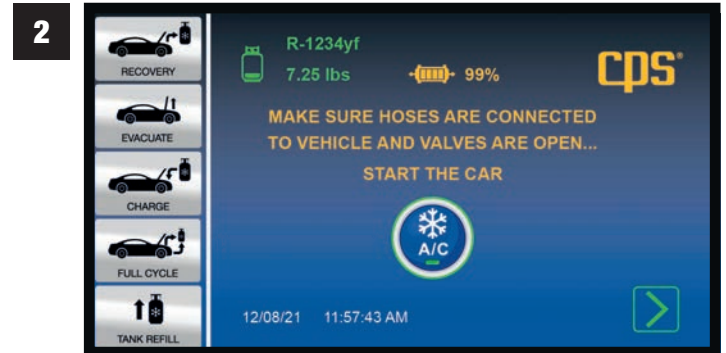 2
RECOVERY
EVACUATE
CHARGE
FULL CYCLE
TANK REFILL
R-1234yf
7.25 lbs
99%
CPS®
MAKE SURE HOSES ARE CONNECTED
TO VEHICLE AND VALVES ARE OPEN...
START THE CAR
A/C
12/08/21 11:57:43 AM